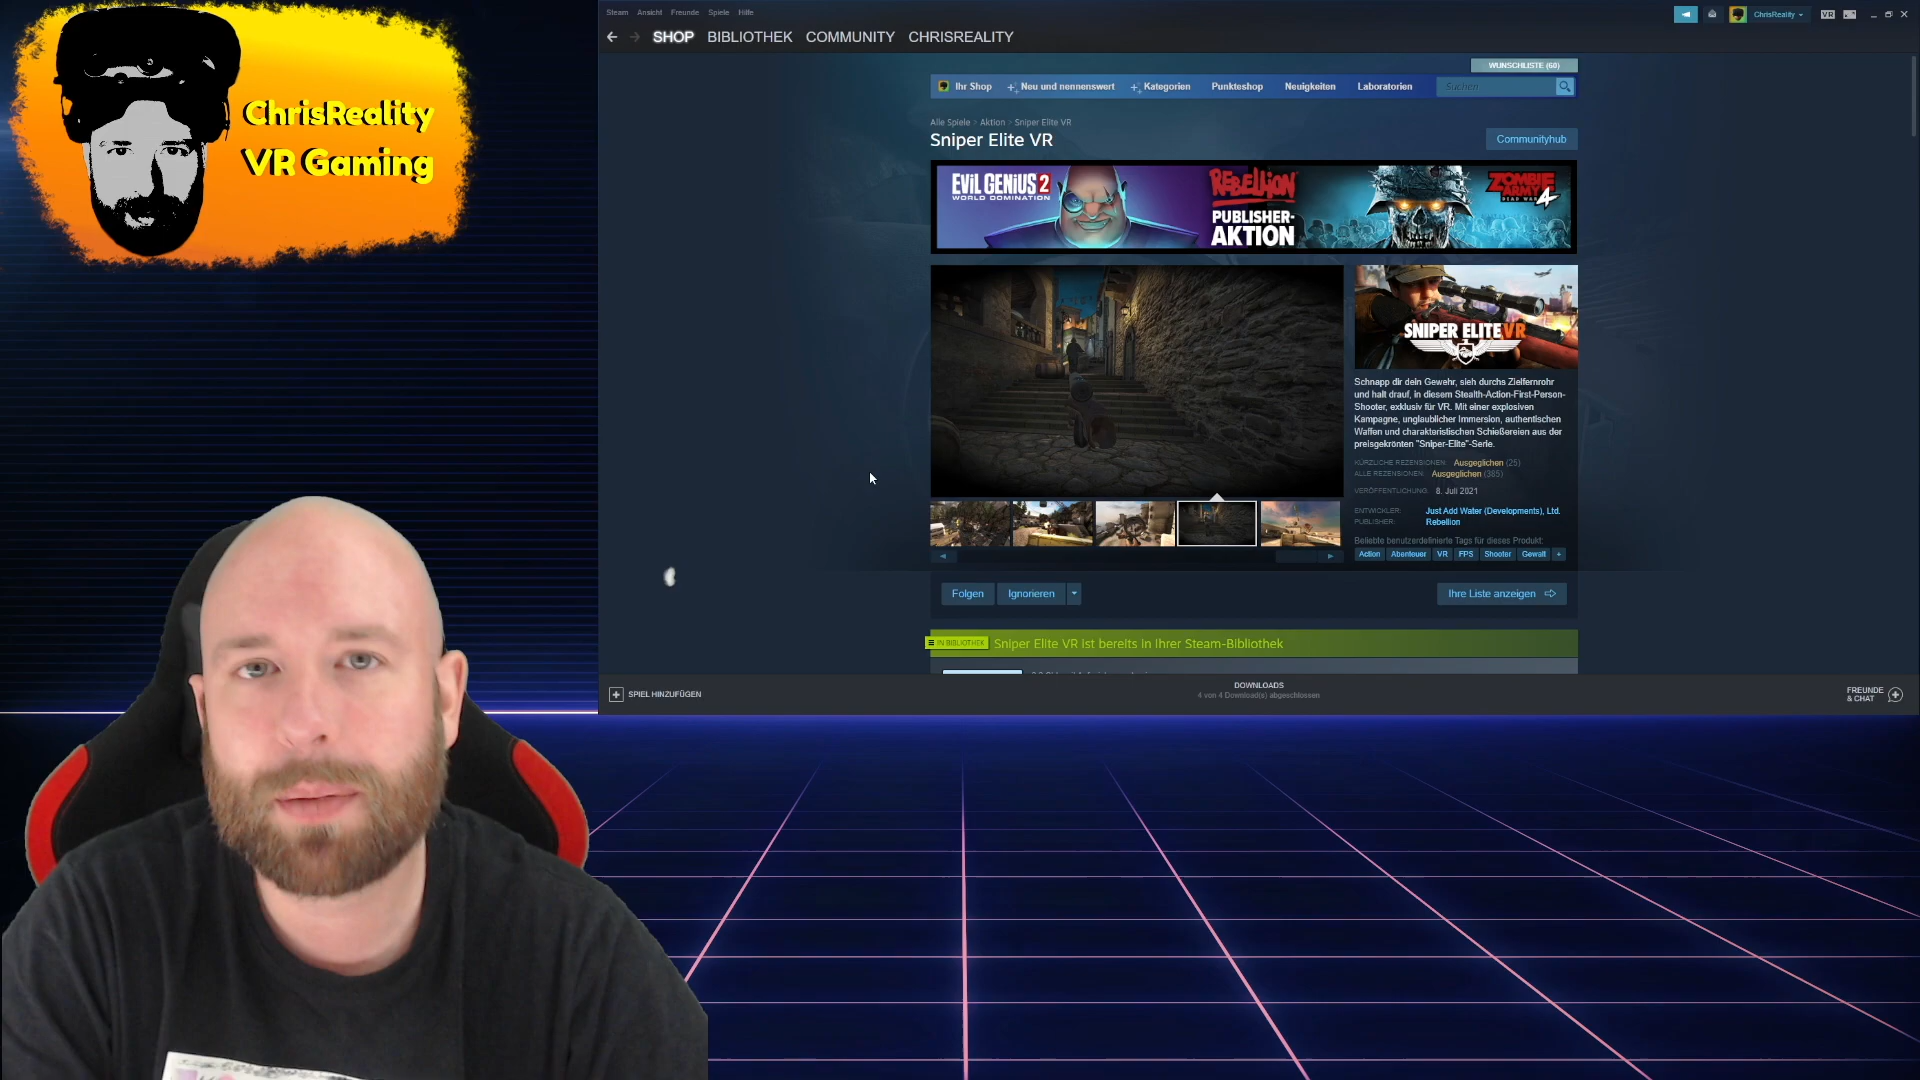 ChrisReality
VR Gaming
Steam Ansicht Freunde Spiele Hilfe
ChrisReality
VR
SHOP BIBLIOTHEK COMMUNITY CHRISREALITY
WUNSCHLISTE (60)
Ihr Shop Neu und nennenswert Kategorien Punkteshop Neuigkeiten Laboratorien Suchen
Alle Spiele > Aktion > Sniper Elite VR
Sniper Elite VR
Communityhub
EVIL GENIUS 2
WORLD DOMINATION
REBELLION
PUBLISHER-
AKTION
ZOMBIE
ARMY 4
DEAD WAR
SNIPER ELITE VR
Schnapp dir dein Gewehr, sieh durchs Zielfernrohr
und halt drauf, in diesem Stealth-Action-First-Person-
Shooter, exklusiv für VR. Mit einer explosiven
Kampagne, unglaublicher Immersion, authentischen
Waffen und charakteristischen Schießereien aus der
preisgekrönten "Sniper-Elite"-Serie.
KÜRZLICHE REZENSIONEN: Ausgeglichen (25)
ALLE REZENSIONEN: Ausgeglichen (385)
VERÖFFENTLICHUNG: 8. Juli 2021
ENTWICKLER: Just Add Water (Developments), Ltd.
PUBLISHER: Rebellion
Beliebte benutzerdefinierte Tags für dieses Produkt:
Action Abenteuer VR FPS Shooter Gewalt +
Folgen Ignorieren Ihre Liste anzeigen
IN BIBLIOTHEK Sniper Elite VR ist bereits in Ihrer Steam-Bibliothek
SPIEL HINZUFÜGEN
DOWNLOADS
4 von 4 Download(s) abgeschlossen
FREUNDE
& CHAT